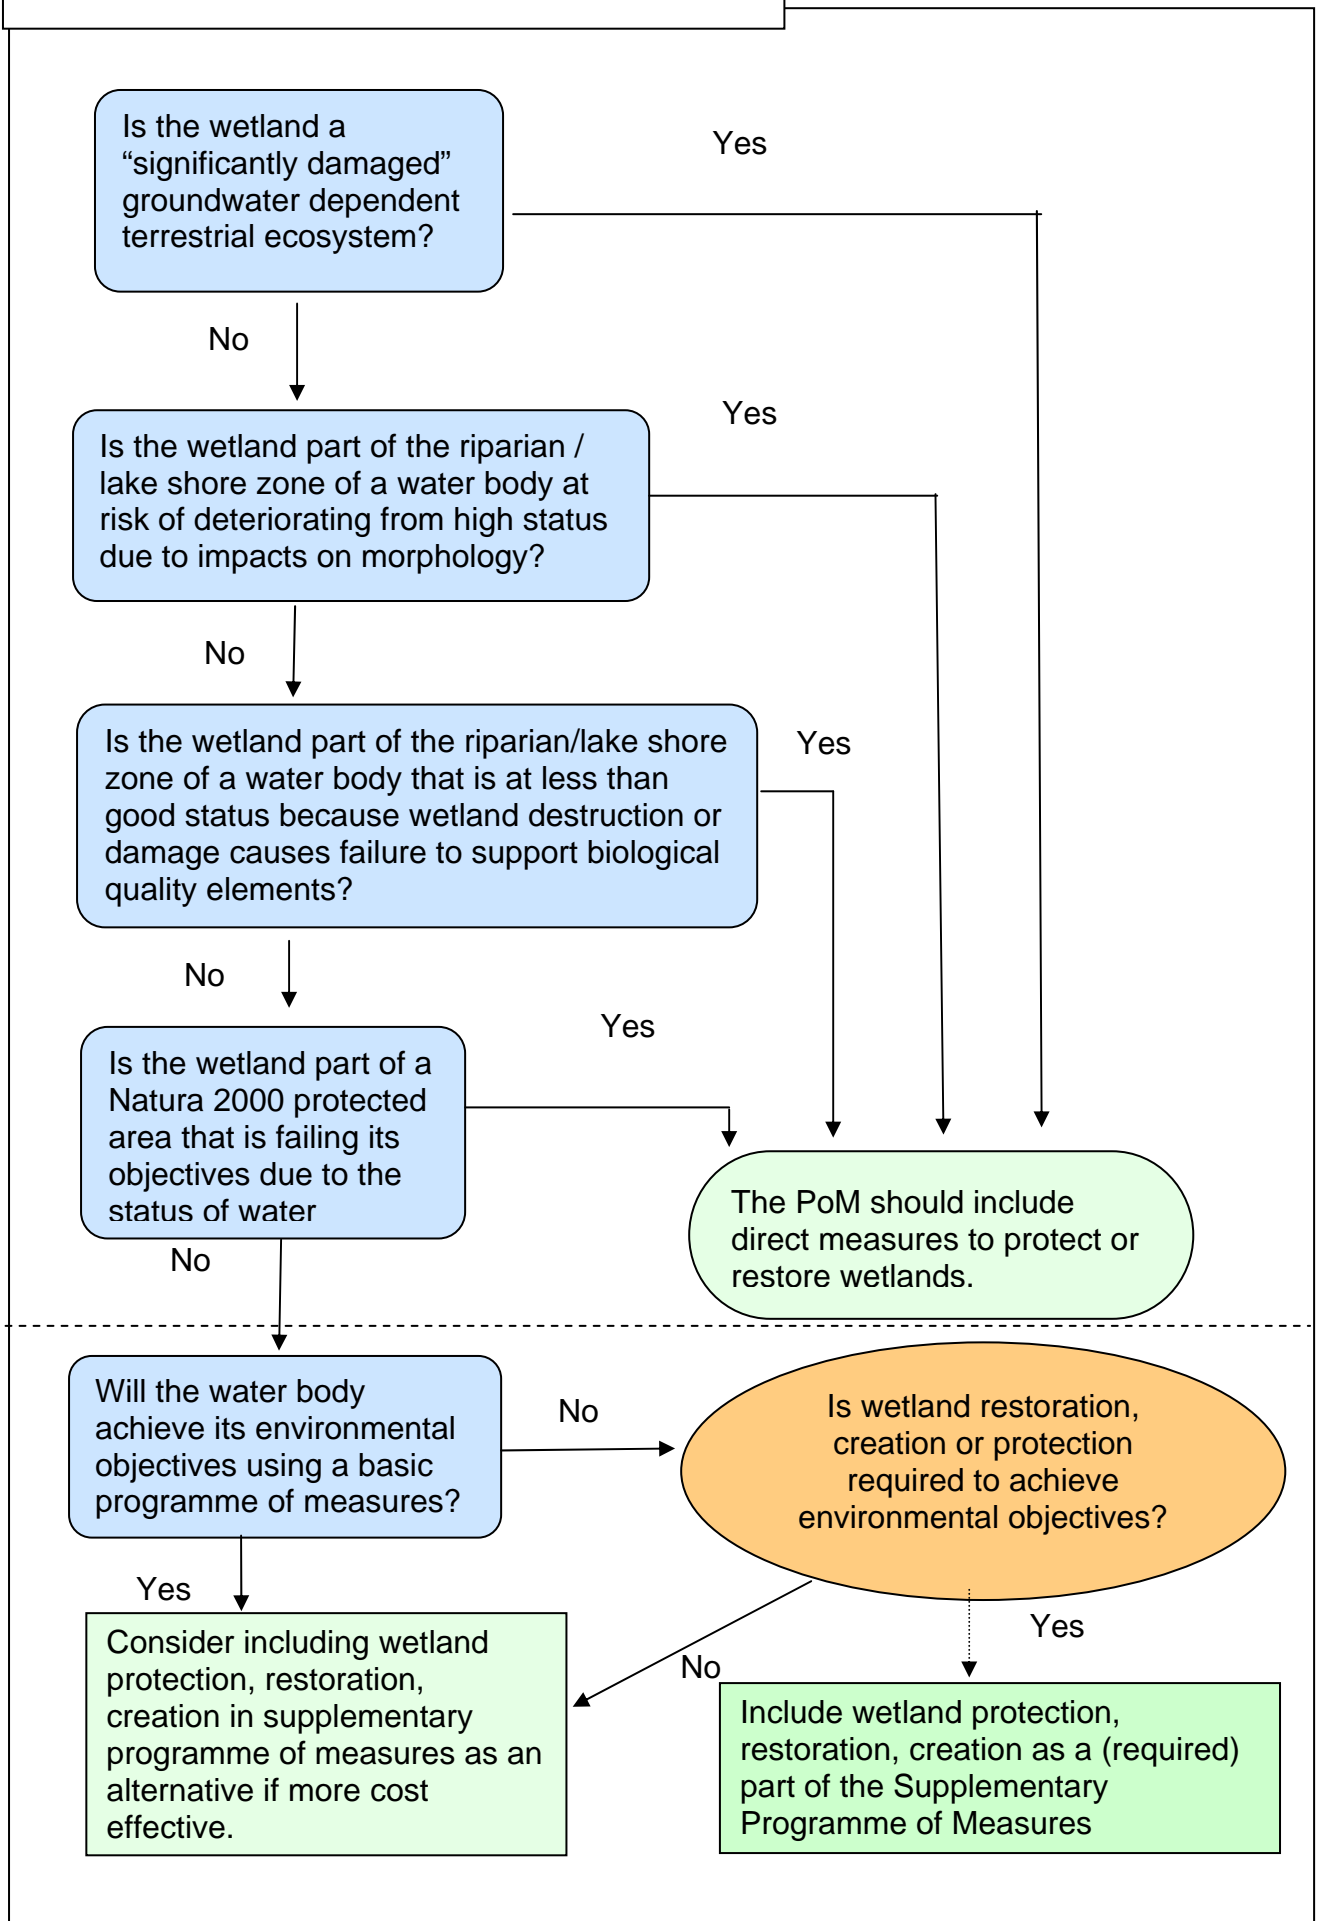 Is the wetland a
“significantly damaged”
groundwater dependent
terrestrial ecosystem?
Yes
No
Is the wetland part of the riparian /
lake shore zone of a water body at
risk of deteriorating from high status
due to impacts on morphology?
Yes
No
Is the wetland part of the riparian/lake shore
zone of a water body that is at less than
good status because wetland destruction or
damage causes failure to support biological
quality elements?
Yes
No
Is the wetland part of a
Natura 2000 protected
area that is failing its
objectives due to the
status of water
Yes
No
The PoM should include
direct measures to protect or
restore wetlands.
Will the water body
achieve its environmental
objectives using a basic
programme of measures?
No
Is wetland restoration,
creation or protection
required to achieve
environmental objectives?
Yes
Consider including wetland
protection, restoration,
creation in supplementary
programme of measures as an
alternative if more cost
effective.
No
Yes
Include wetland protection,
restoration, creation as a (required)
part of the Supplementary
Programme of Measures